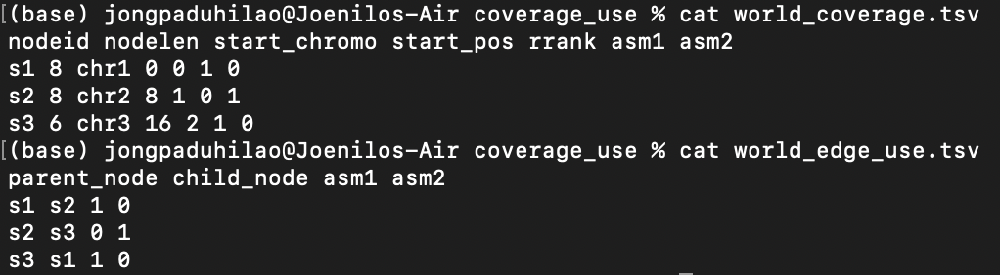 [(base) jongpaduhilao@Joenilos-Air coverage_use % cat world_coverage.tsv
nodeid nodelen start_chromo start_pos rrank asm1 asm2
s1 8 chr1 0 0 1 0
s2 8 chr2 8 1 0 1
s3 6 chr3 16 2 1 0
[(base) jongpaduhilao@Joenilos-Air coverage_use % cat world_edge_use.tsv
parent_node child_node asm1 asm2
s1 s2 1 0
s2 s3 0 1
s3 s1 1 0